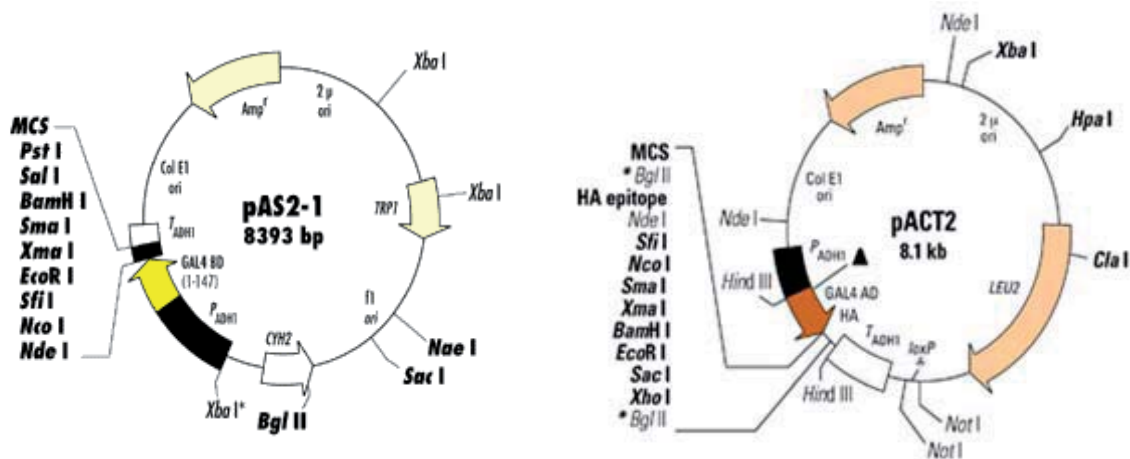 Xba I
Amp^r
2 μ
ori
MCS
Pst I
Sal I
BamH I
Sma I
Xma I
EcoR I
Sfi I
Nco I
Nde I
Col E1
ori
pAS2-1
8393 bp
TRP1
Xba I
T_ADH1
GAL4 BD
(1-147)
P_ADH1
f1
ori
CYH2
Nae I
Sac I
Xba I*
Bgl II
Nde I
Xba I
Amp^r
2 μ
ori
Hpa I
MCS
* Bgl II
HA epitope
Nde I
Sfi I
Nco I
Sma I
Xma I
BamH I
EcoR I
Sac I
Xho I
* Bgl II
Col E1
ori
Nde I
pACT2
8.1 kb
P_ADH1
Hind III
GAL4 AD
HA
Cla I
LEU2
T_ADH1
loxP
Hind III
Not I
Not I